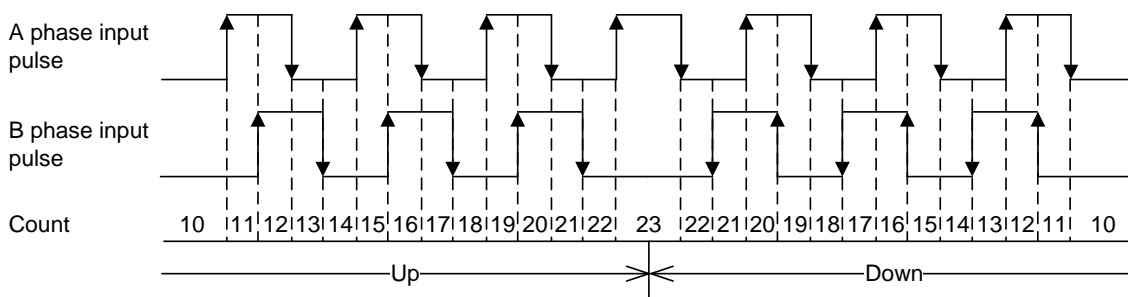 A phase input
pulse
B phase input
pulse
Count 10 11 12 13 14 15 16 17 18 19 20 21 22 23 22 21 20 19 18 17 16 15 14 13 12 11 10
Up Down